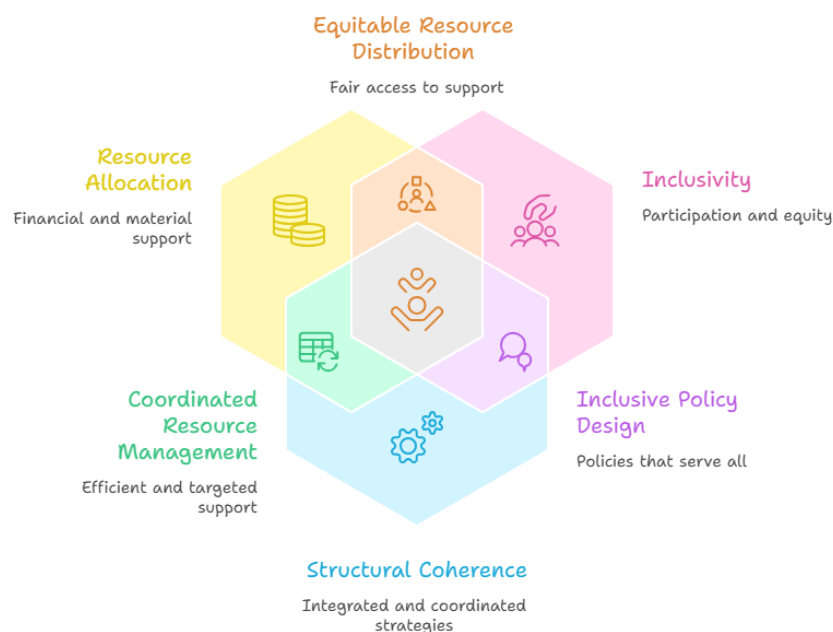 Equitable Resource
Distribution
Fair access to support
Resource
Allocation
Financial and material
support
Inclusivity
Participation and equity
Coordinated
Resource
Management
Efficient and targeted
support
Inclusive Policy
Design
Policies that serve all
Structural Coherence
Integrated and coordinated
strategies